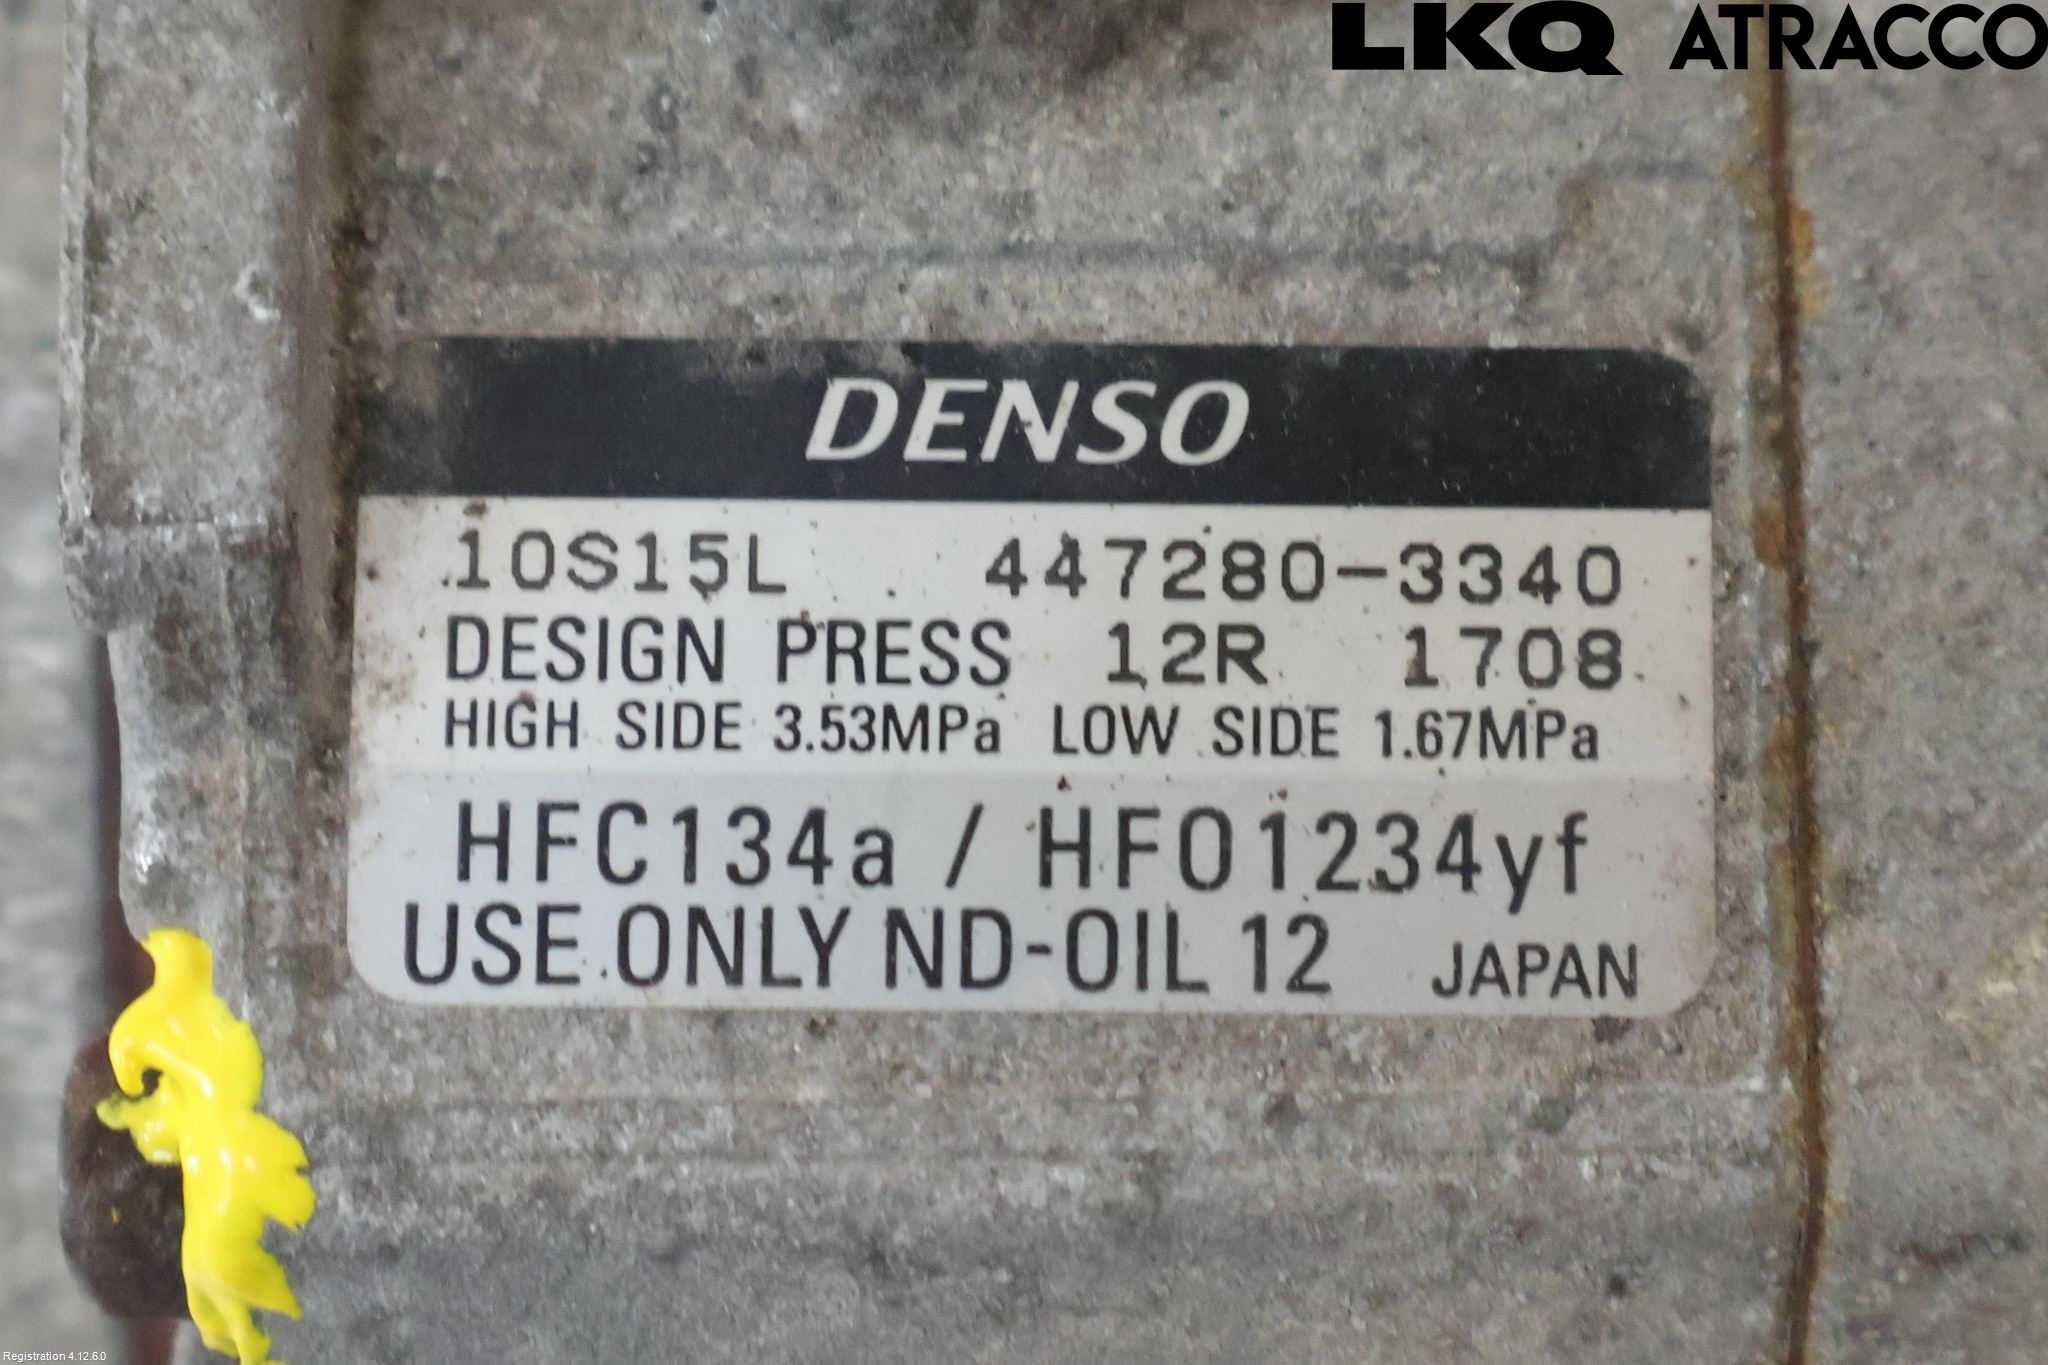 LKQ ATRACCO
DENSO
10S15L 447280-3340
DESIGN PRESS 12R 1708
HIGH SIDE 3.53MPa LOW SIDE 1.67MPa
HFC134a / HFO1234yf
USE ONLY ND-OIL 12 JAPAN
Registration 4.12.6.0